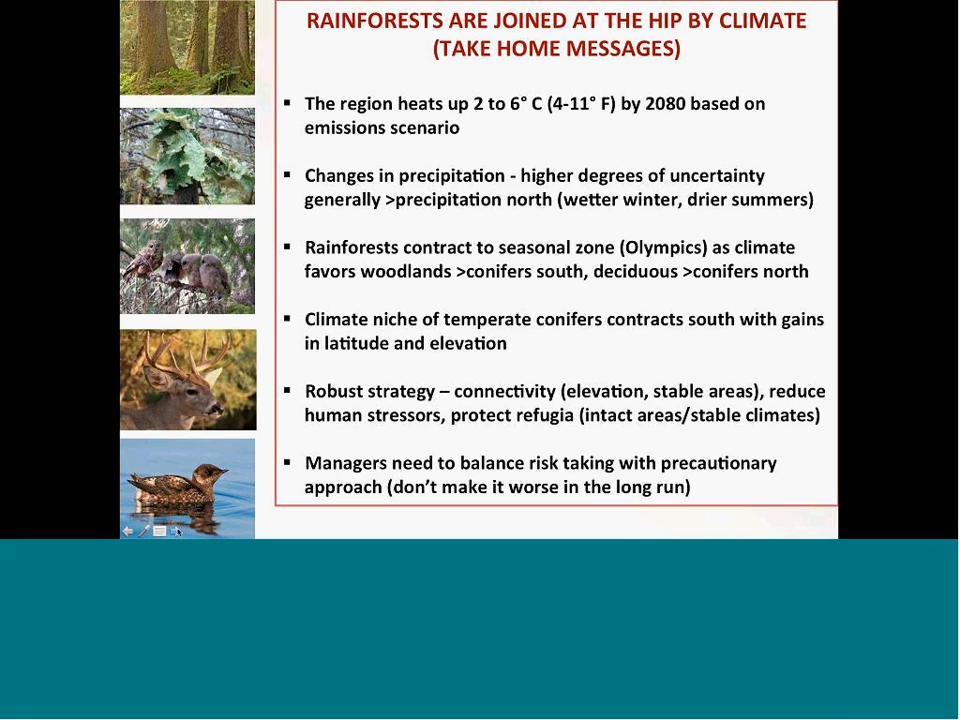 RAINFORESTS ARE JOINED AT THE HIP BY CLIMATE
(TAKE HOME MESSAGES)
▪ The region heats up 2 to 6° C (4-11° F) by 2080 based on
emissions scenario
▪ Changes in precipitation - higher degrees of uncertainty
generally >precipitation north (wetter winter, drier summers)
▪ Rainforests contract to seasonal zone (Olympics) as climate
favors woodlands >conifers south, deciduous >conifers north
▪ Climate niche of temperate conifers contracts south with gains
in latitude and elevation
▪ Robust strategy – connectivity (elevation, stable areas), reduce
human stressors, protect refugia (intact areas/stable climates)
▪ Managers need to balance risk taking with precautionary
approach (don’t make it worse in the long run)